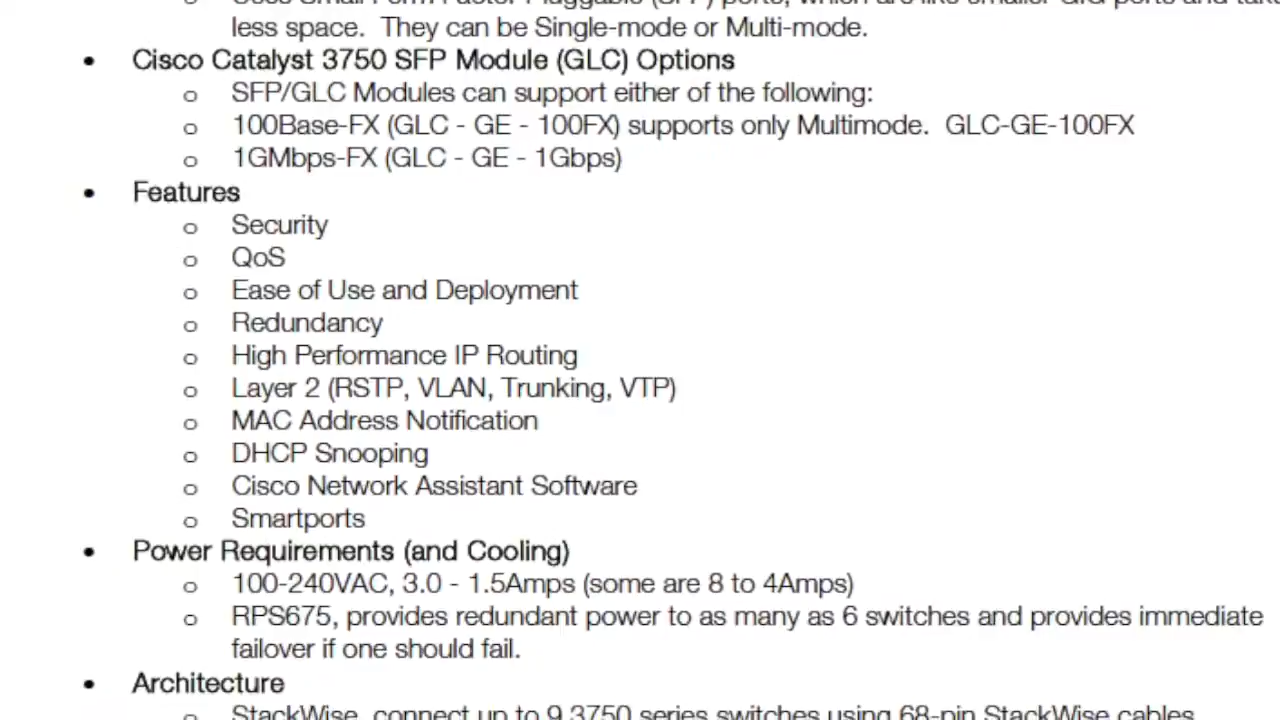 less space. They can be Single-mode or Multi-mode.
• Cisco Catalyst 3750 SFP Module (GLC) Options
o SFP/GLC Modules can support either of the following:
o 100Base-FX (GLC - GE - 100FX) supports only Multimode. GLC-GE-100FX
o 1GMbps-FX (GLC - GE - 1Gbps)
• Features
o Security
o QoS
o Ease of Use and Deployment
o Redundancy
o High Performance IP Routing
o Layer 2 (RSTP, VLAN, Trunking, VTP)
o MAC Address Notification
o DHCP Snooping
o Cisco Network Assistant Software
o Smartports
• Power Requirements (and Cooling)
o 100-240VAC, 3.0 - 1.5Amps (some are 8 to 4Amps)
o RPS675, provides redundant power to as many as 6 switches and provides immediate
failover if one should fail.
• Architecture
o StackWise, connect up to 9 3750 series switches using 68-pin StackWise cables